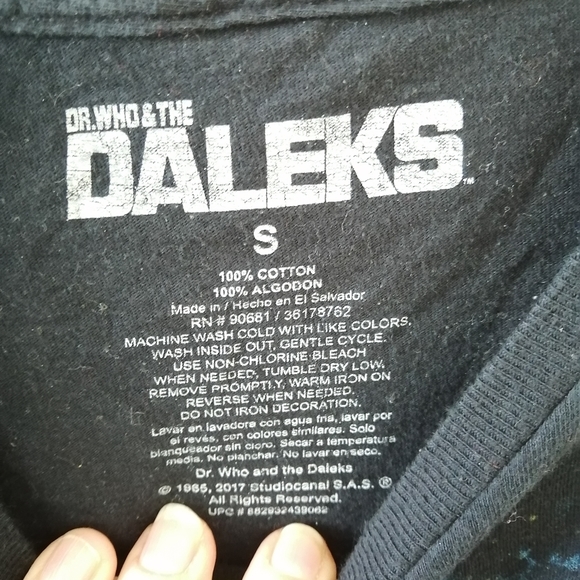 DR.WHO & THE
DALEKS™
S
100% COTTON
100% ALGODON
Made in / Hecho en El Salvador
RN # 90681 / 36178762
MACHINE WASH COLD WITH LIKE COLORS.
WASH INSIDE OUT, GENTLE CYCLE.
USE NON-CHLORINE BLEACH
WHEN NEEDED, TUMBLE DRY LOW.
REMOVE PROMPTLY, WARM IRON ON
REVERSE WHEN NEEDED.
DO NOT IRON DECORATION.
Lavar en lavadora con agua fria, lavar por
el revés, con colores similares. Solo
blanqueador sin cloro. Secar a temperatura
media. No planchar. No lavar en seco.
Dr. Who and the Daleks
© 1965, 2017 Studiocanal S.A.S. ®
All Rights Reserved.
UPC # 882932439062